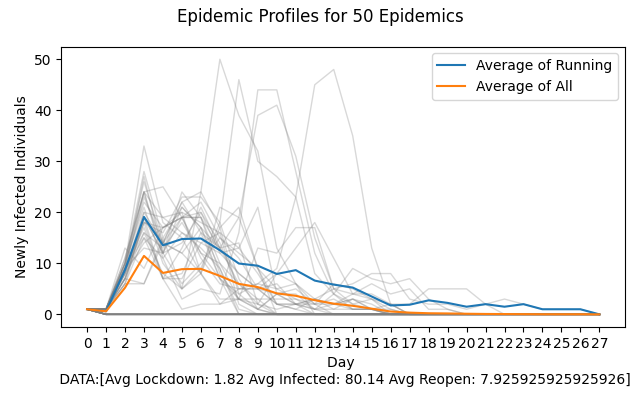 Epidemic Profiles for 50 Epidemics
Average of Running
Average of All
Newly Infected Individuals
50
40
30
20
10
0
0 1 2 3 4 5 6 7 8 9 10 11 12 13 14 15 16 17 18 19 20 21 22 23 24 25 26 27
Day
DATA:[Avg Lockdown: 1.82 Avg Infected: 80.14 Avg Reopen: 7.925925925925926]